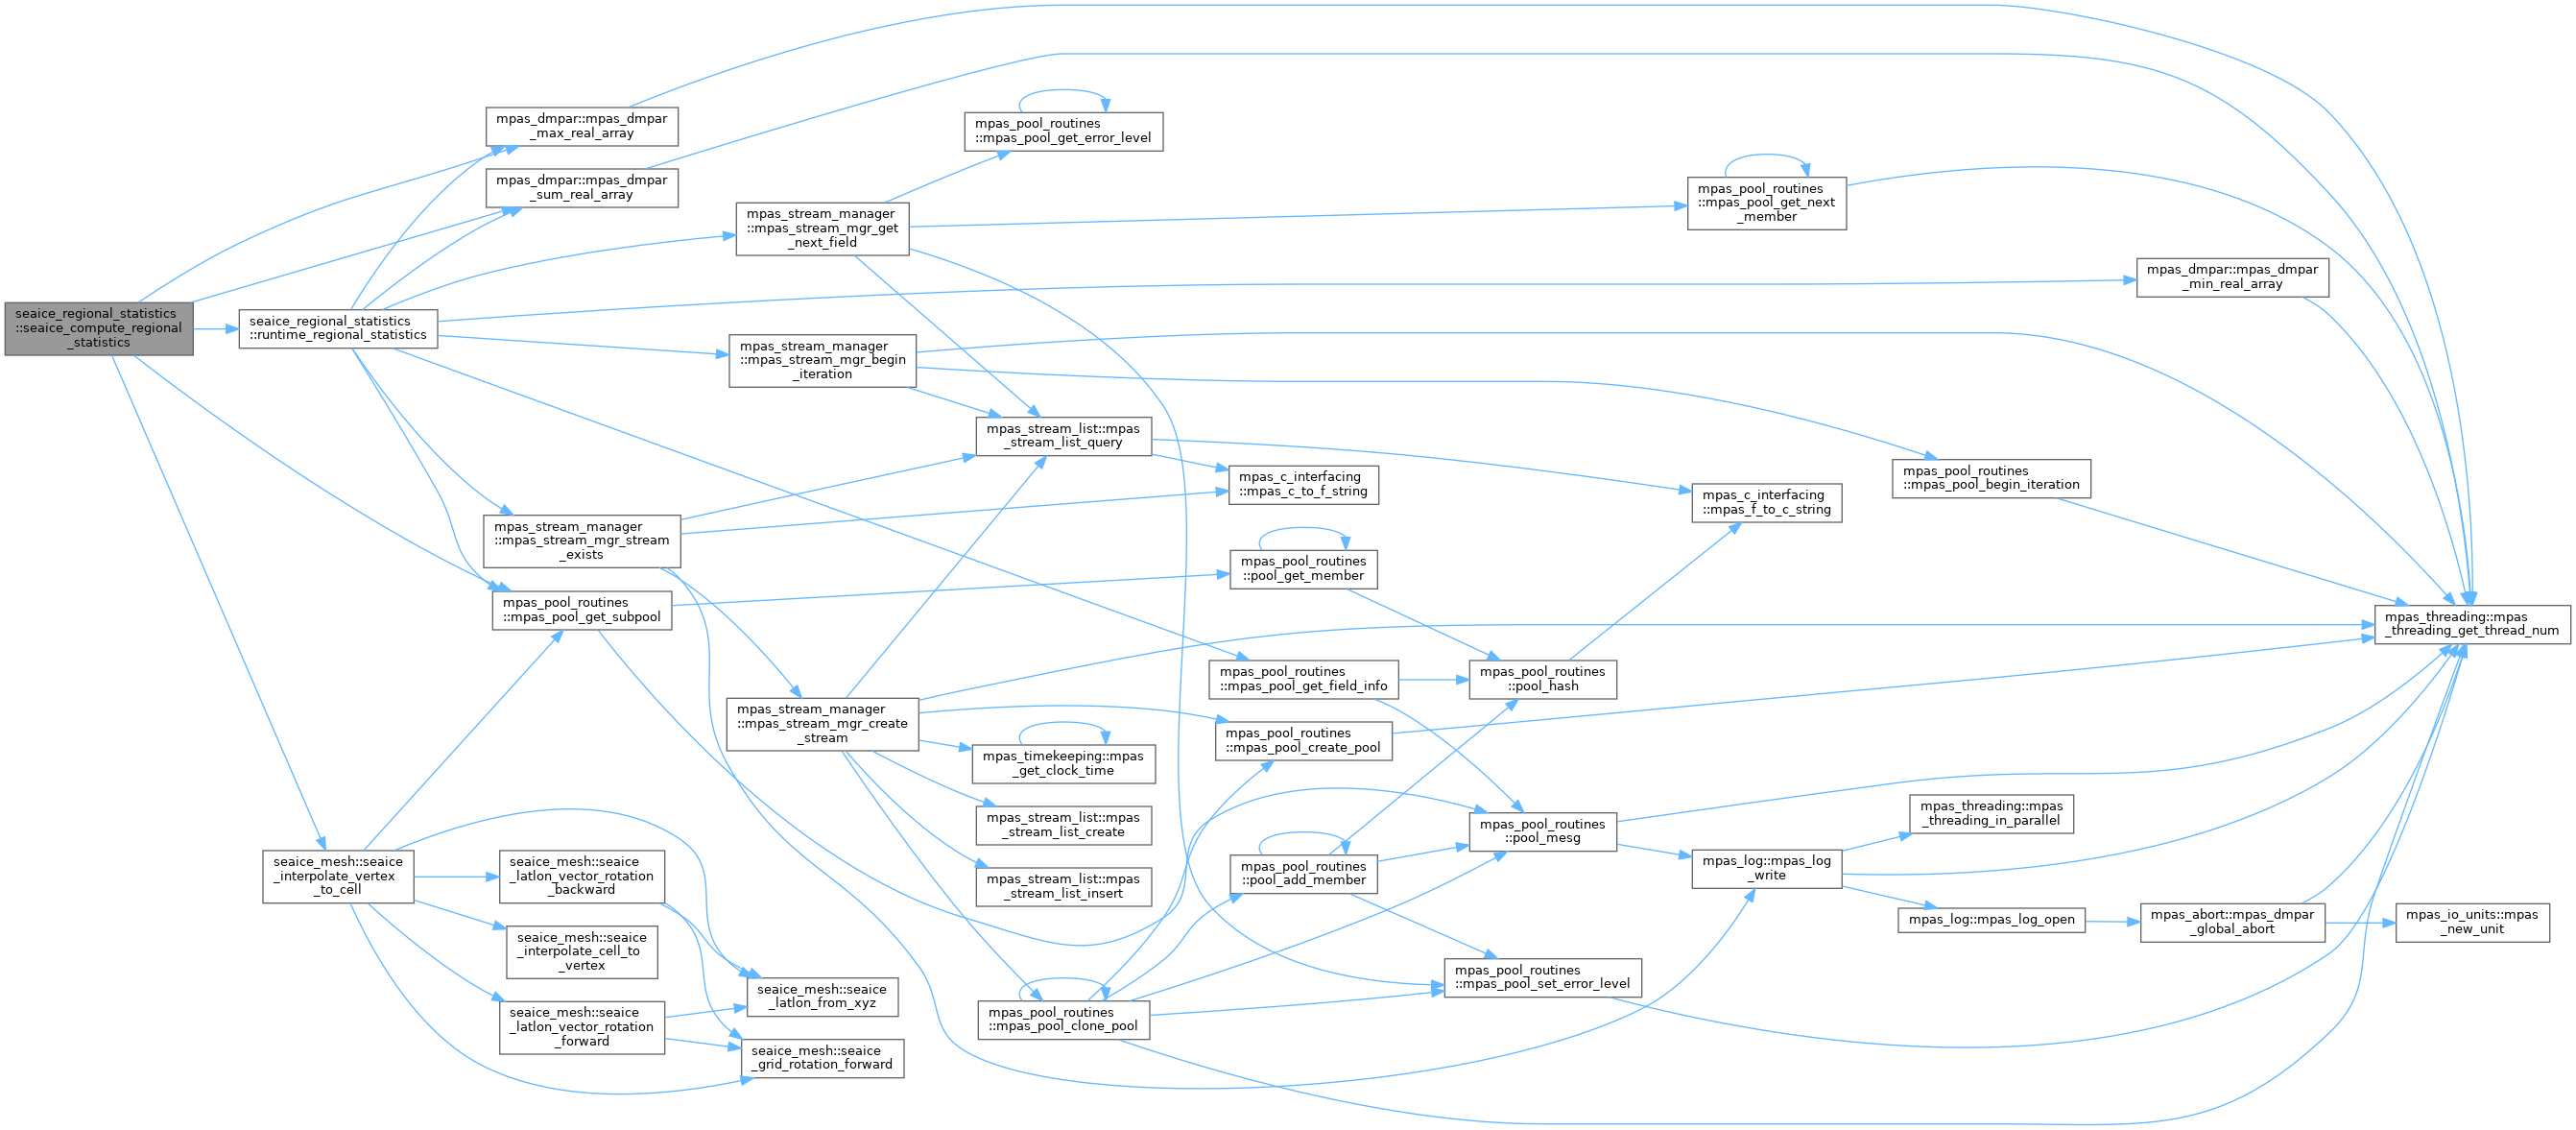 seaice_regional_statistics
::seaice_compute_regional
_statistics
mpas_dmpar::mpas_dmpar
_max_real_array
mpas_dmpar::mpas_dmpar
_sum_real_array
seaice_regional_statistics
::runtime_regional_statistics
mpas_stream_manager
::mpas_stream_mgr_stream
_exists
mpas_pool_routines
::mpas_pool_get_subpool
seaice_mesh::seaice
_interpolate_vertex
_to_cell
seaice_mesh::seaice
_latlon_vector_rotation
_backward
seaice_mesh::seaice
_interpolate_cell_to
_vertex
seaice_mesh::seaice
_latlon_vector_rotation
_forward
mpas_stream_manager
::mpas_stream_mgr_get
_next_field
mpas_stream_manager
::mpas_stream_mgr_begin
_iteration
mpas_stream_manager
::mpas_stream_mgr_create
_stream
seaice_mesh::seaice
_latlon_from_xyz
seaice_mesh::seaice
_grid_rotation_forward
mpas_pool_routines
::mpas_pool_get_error_level
mpas_stream_list::mpas
_stream_list_query
mpas_timekeeping::mpas
_get_clock_time
mpas_stream_list::mpas
_stream_list_create
mpas_stream_list::mpas
_stream_list_insert
mpas_pool_routines
::mpas_pool_clone_pool
mpas_c_interfacing
::mpas_c_to_f_string
mpas_pool_routines
::pool_get_member
mpas_pool_routines
::mpas_pool_get_field_info
mpas_pool_routines
::mpas_pool_create_pool
mpas_pool_routines
::pool_add_member
mpas_pool_routines
::pool_hash
mpas_pool_routines
::pool_mesg
mpas_pool_routines
::mpas_pool_set_error_level
mpas_pool_routines
::mpas_pool_get_next
_member
mpas_c_interfacing
::mpas_f_to_c_string
mpas_log::mpas_log
_write
mpas_pool_routines
::mpas_pool_begin_iteration
mpas_threading::mpas
_threading_in_parallel
mpas_log::mpas_log_open
mpas_dmpar::mpas_dmpar
_min_real_array
mpas_abort::mpas_dmpar
_global_abort
mpas_threading::mpas
_threading_get_thread_num
mpas_io_units::mpas
_new_unit